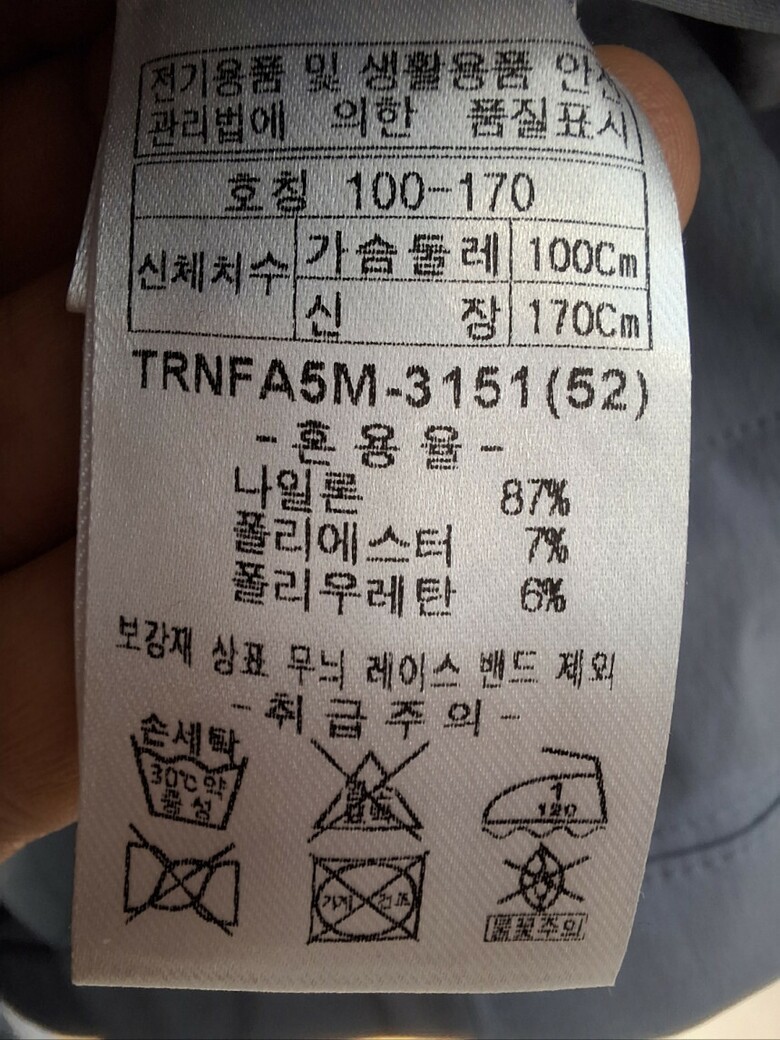 전기용품 및 생활용품 안전
관리법에 의한 품질표시
호칭 100-170
신체치수 가슴둘레 100Cm
신 장 170Cm
TRNFA5M-3151(52)
-혼용율-
나일론 87%
폴리에스터 7%
폴리우레탄 6%
보강재 상표 무늬 레이스 밴드 제외
-취급주의-
손세탁
30℃ 약
중성
1
120
기계 건조
불꽃주의